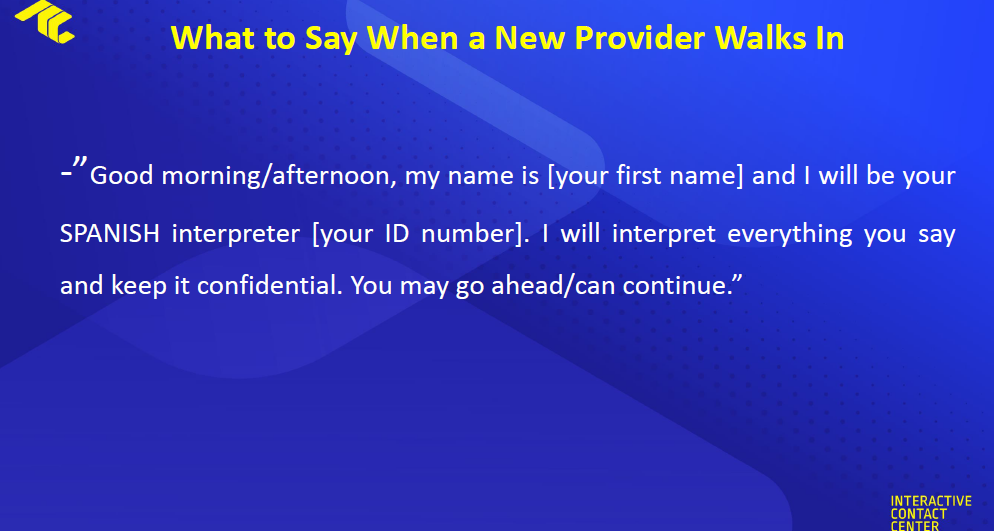 What to Say When a New Provider Walks In
-”Good morning/afternoon, my name is [your first name] and I will be your
SPANISH interpreter [your ID number]. I will interpret everything you say
and keep it confidential. You may go ahead/can continue.”
INTERACTIVE
CONTACT
CENTER